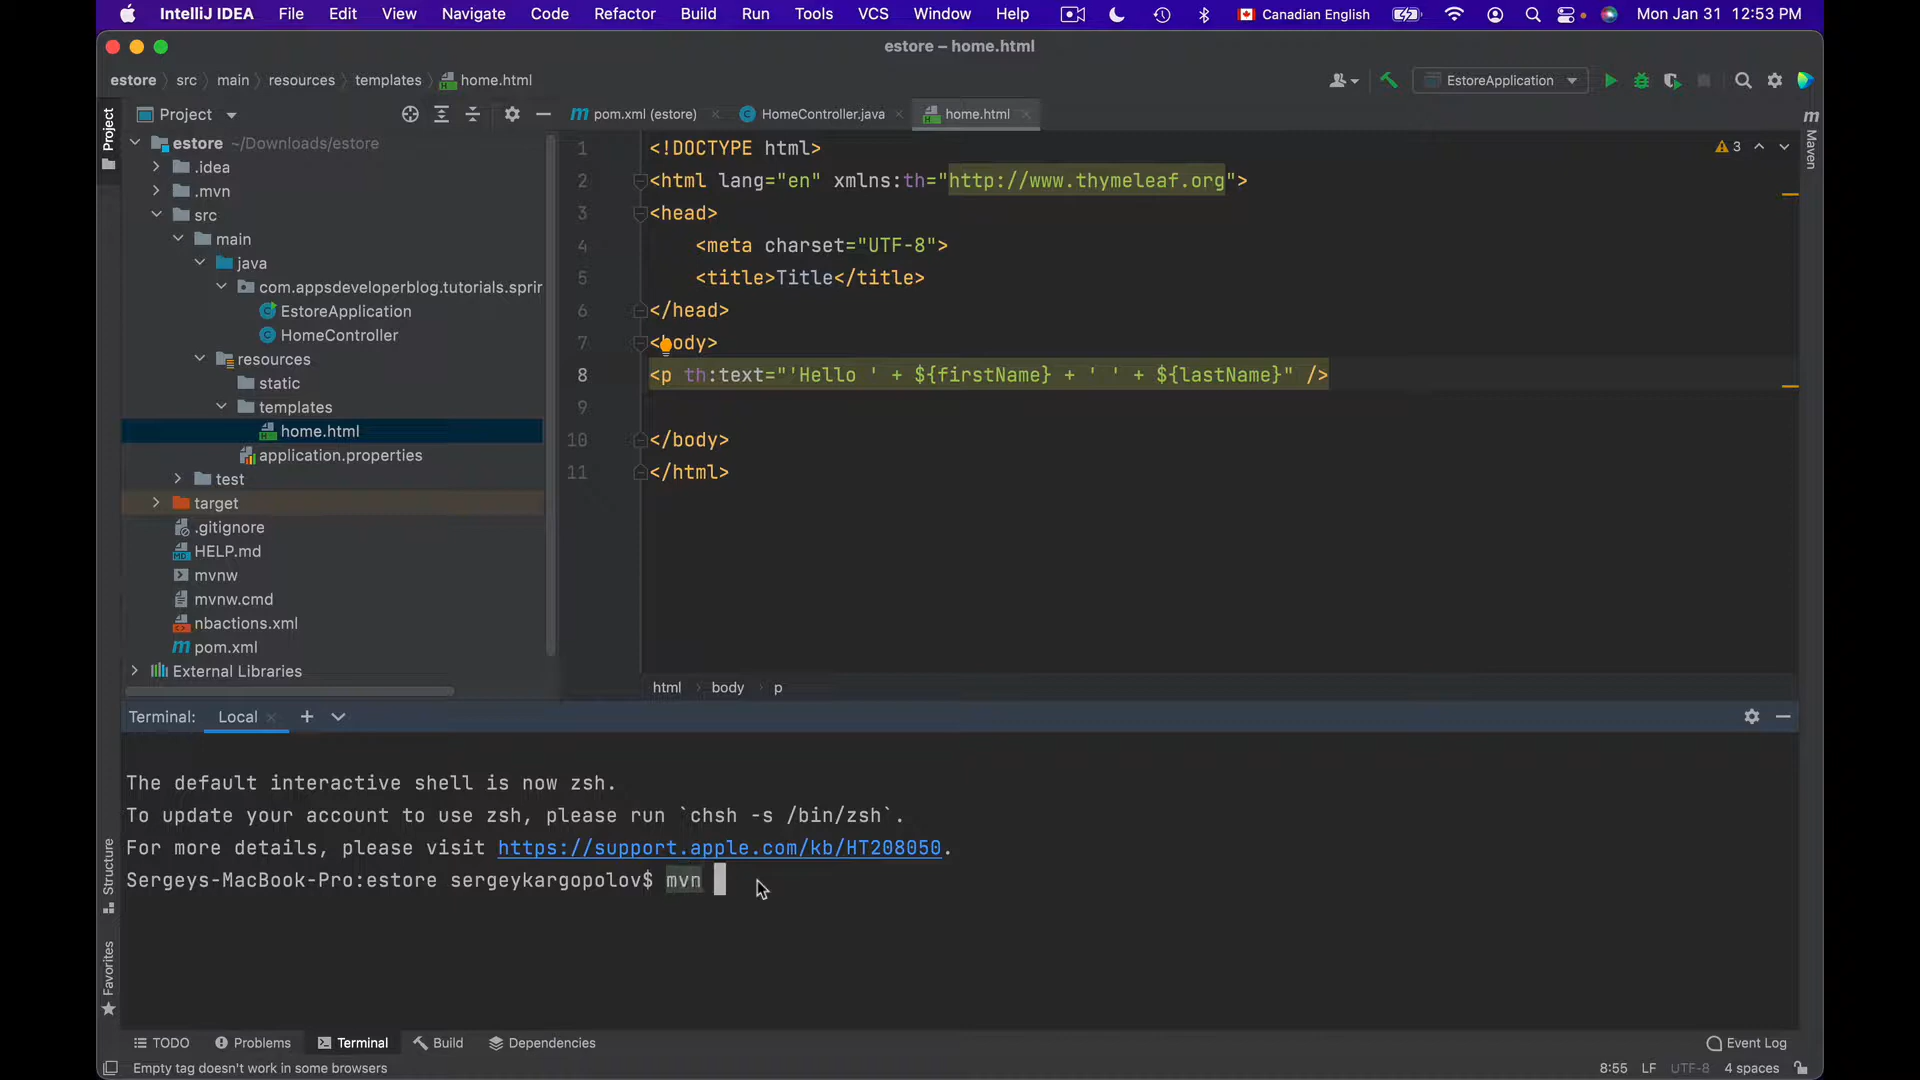 IntelliJ IDEA File Edit View Navigate Code Refactor Build Run Tools VCS Window Help Canadian English Mon Jan 31 12:53 PM
estore – home.html
estore src main resources templates home.html EstoreApplication
Project
pom.xml (estore) HomeController.java home.html
Project
Maven
estore ~/Downloads/estore
.idea
.mvn
src
main
java
com.appsdeveloperblog.tutorials.sprir
EstoreApplication
HomeController
resources
static
templates
home.html
application.properties
test
target
.gitignore
HELP.md
mvnw
mvnw.cmd
nbactions.xml
pom.xml
External Libraries
3
1 <!DOCTYPE html>
2 <html lang="en" xmlns:th="http://www.thymeleaf.org">
3 <head>
4 <meta charset="UTF-8">
5 <title>Title</title>
6 </head>
7 <body>
8 <p th:text="'Hello ' + ${firstName} + ' ' + ${lastName}" />
9
10 </body>
11 </html>
html body p
Terminal: Local
The default interactive shell is now zsh.
To update your account to use zsh, please run `chsh -s /bin/zsh`.
For more details, please visit https://support.apple.com/kb/HT208050.
Sergeys-MacBook-Pro:estore sergeykargopolov$ mvn
Structure
Favorites
TODO Problems Terminal Build Dependencies Event Log
Empty tag doesn't work in some browsers 8:55 LF UTF-8 4 spaces